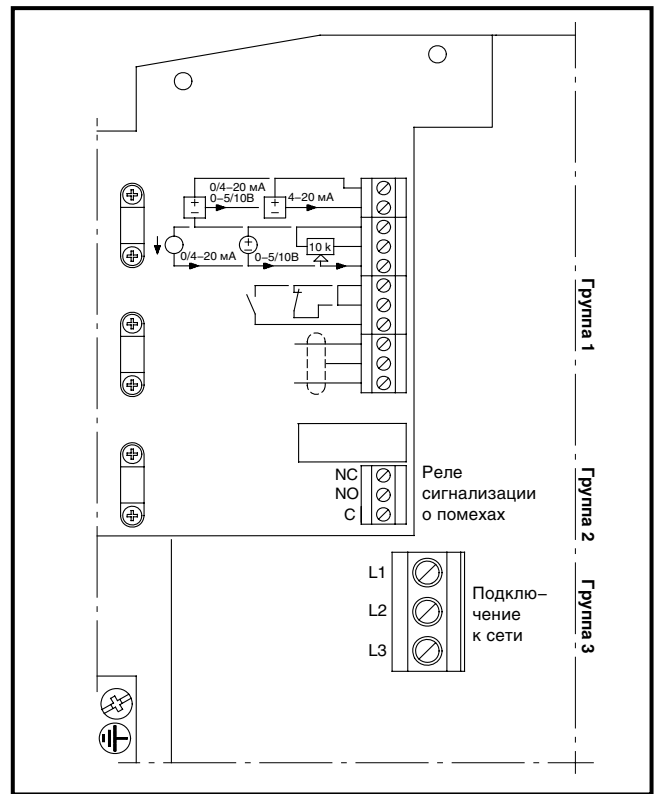 0/4–20 мА
0–5/10В
4–20 мА
+
–
+
–
10 k
+
–
0/4–20 мА
0–5/10В
Группа 1
NC
NO
C
Реле
сигнализации
о помехах
Группа 2
L1
L2
L3
Подклю–
чение
к сети
Группа 3